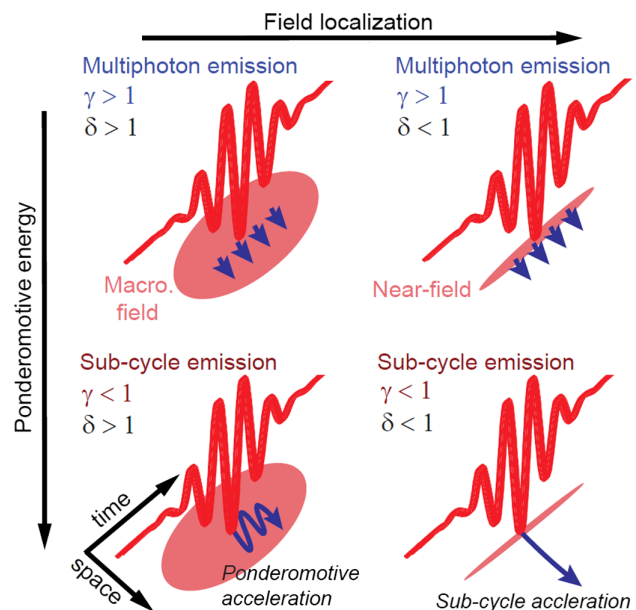 Field localization
Multiphoton emission
γ > 1
δ > 1
Multiphoton emission
γ > 1
δ < 1
Ponderomotive energy
Macro.
field
Near-field
Sub-cycle emission
γ < 1
δ > 1
Sub-cycle emission
γ < 1
δ < 1
time
space
Ponderomotive
acceleration
Sub-cycle accleration